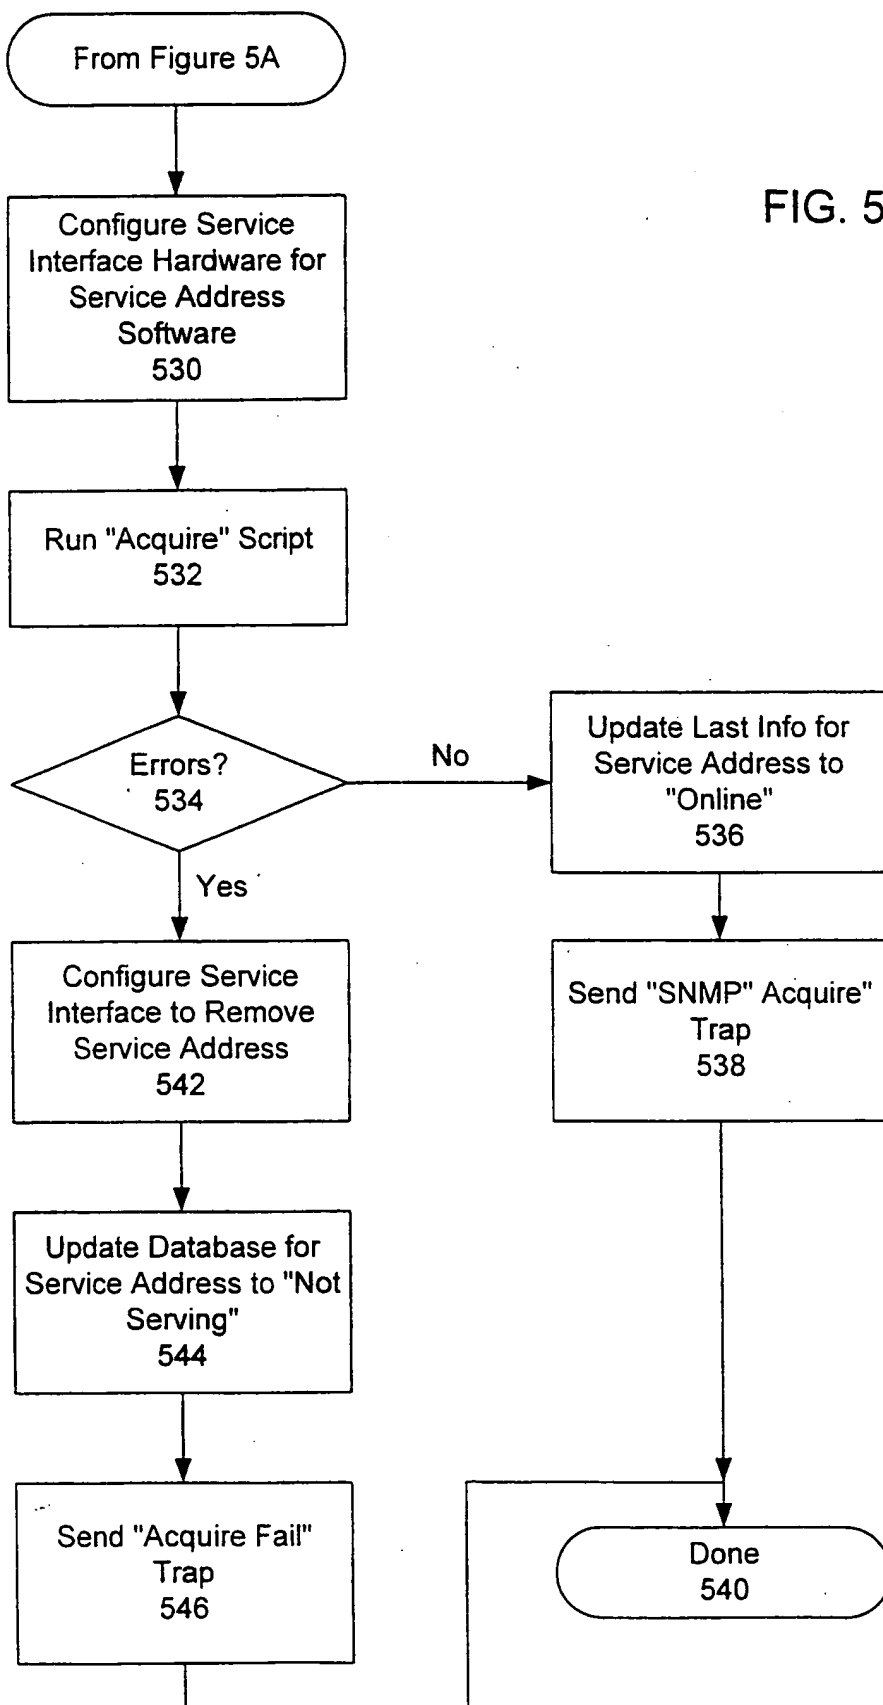 From Figure 5A
FIG. 5
Configure Service
Interface Hardware for
Service Address
Software
530
Run "Acquire" Script
532
Errors?
534
No
Yes
Update Last Info for
Service Address to
"Online"
536
Send "SNMP" Acquire"
Trap
538
Configure Service
Interface to Remove
Service Address
542
Update Database for
Service Address to "Not
Serving"
544
Send "Acquire Fail"
Trap
546
Done
540